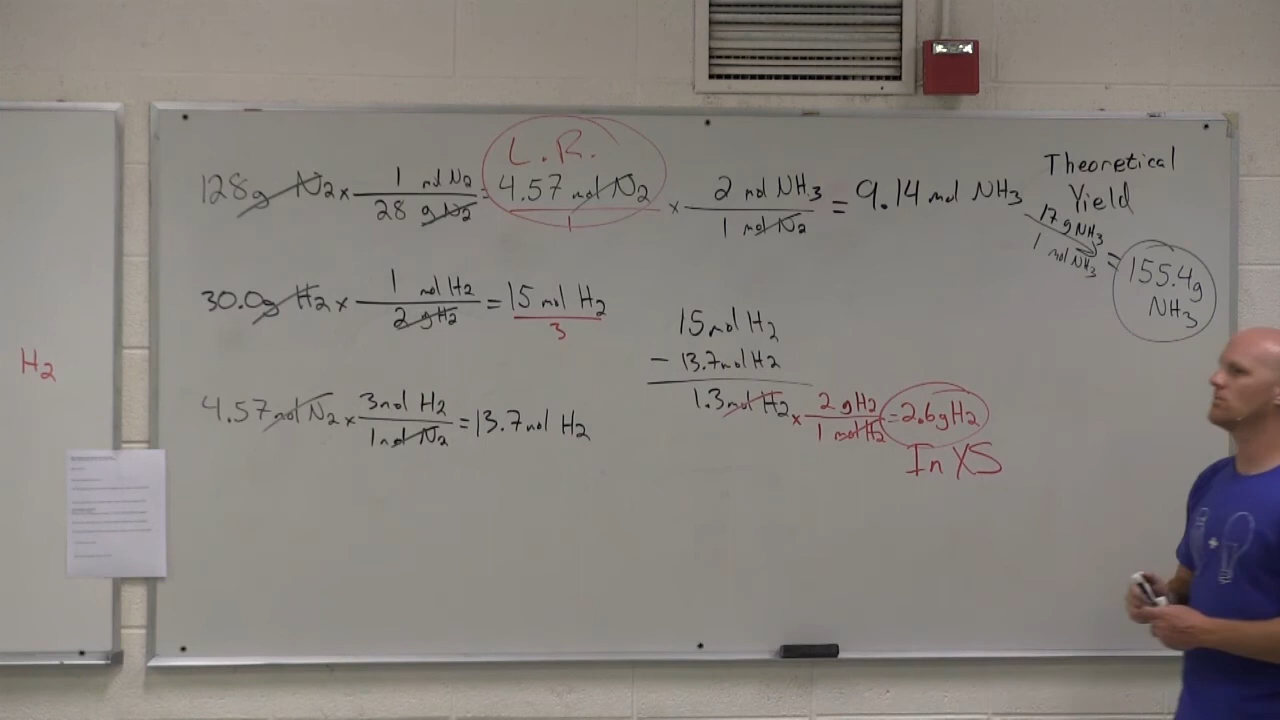 H2
L.R.
128g N2 x 1 mol N2 / 28 g N2 = 4.57 mol N2 / 1 x 2 mol NH3 / 1 mol N2 = 9.14 mol NH3
Theoretical
Yield
17 g NH3 / 1 mol NH3 = 155.4g
NH3
30.0g H2 x 1 mol H2 / 2 g H2 = 15 mol H2 / 3
15 mol H2
- 13.7 mol H2
1.3 mol H2 x 2 g H2 / 1 mol H2 = 2.6g H2
In XS
4.57 mol N2 x 3 mol H2 / 1 mol N2 = 13.7 mol H2